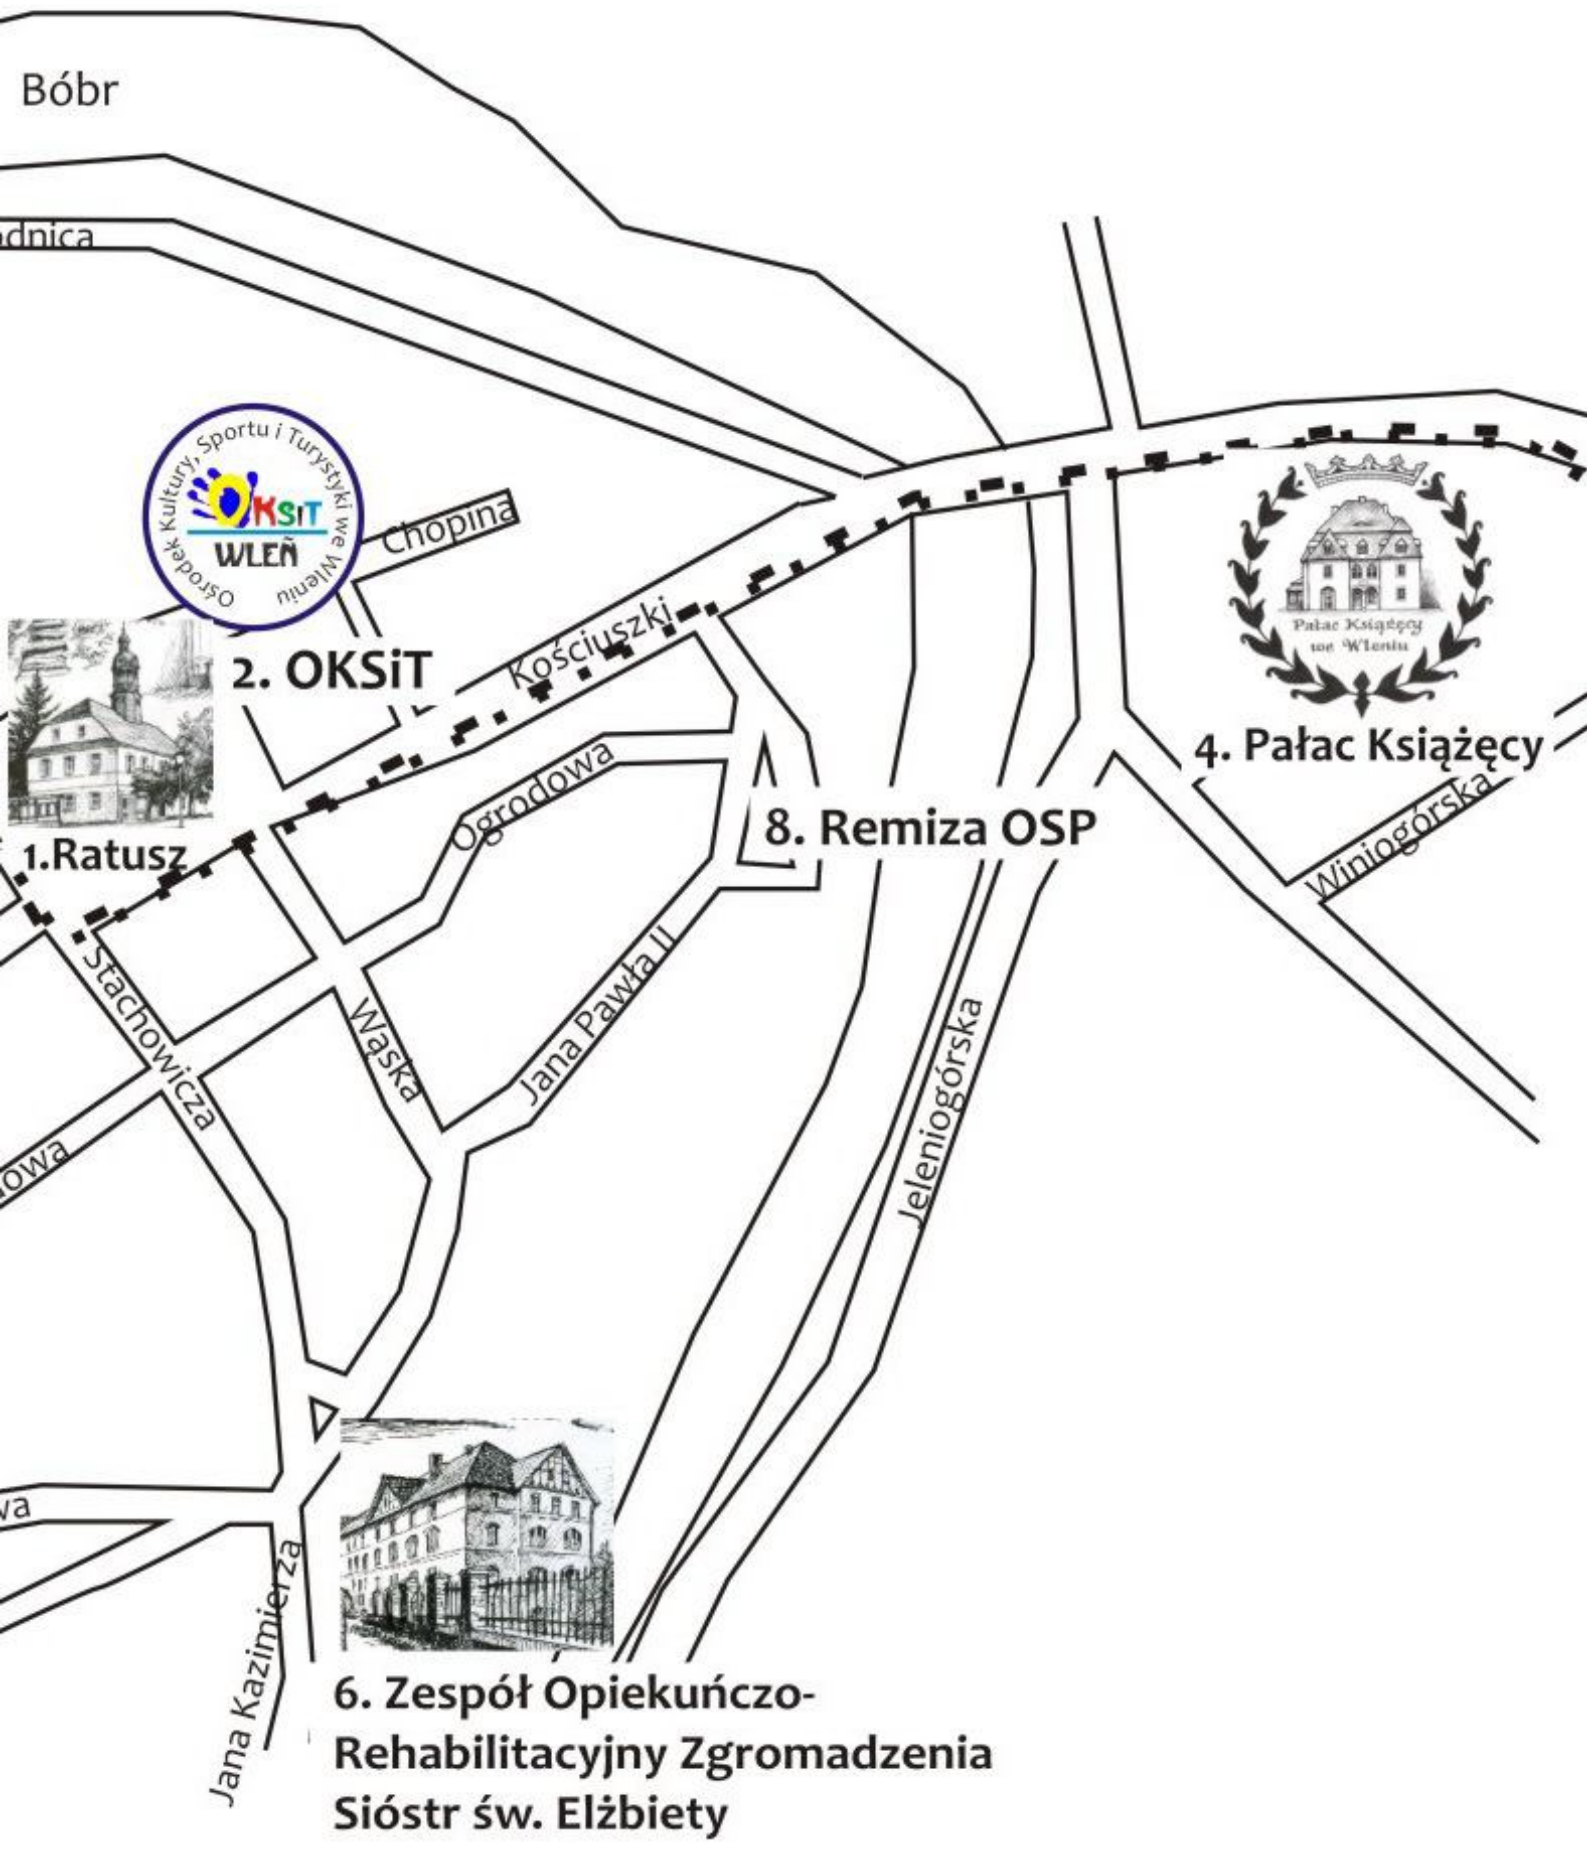 Bóbr
odnica
Ośrodek Kultury, Sportu i Turystyki we Wleniu
OKSiT
WLEŃ
Chopina
Kościuszki
2. OKSiT
1.Ratusz
Pałac Książęcy
we Wleniu
4. Pałac Książęcy
Ogrodowa
8. Remiza OSP
Winiogórska
Stachowicza
Wąska
Jana Pawła II
Jeleniogórska
owa
wa
Jana Kazimierza
6. Zespół Opiekuńczo-
Rehabilitacyjny Zgromadzenia
Sióstr św. Elżbiety